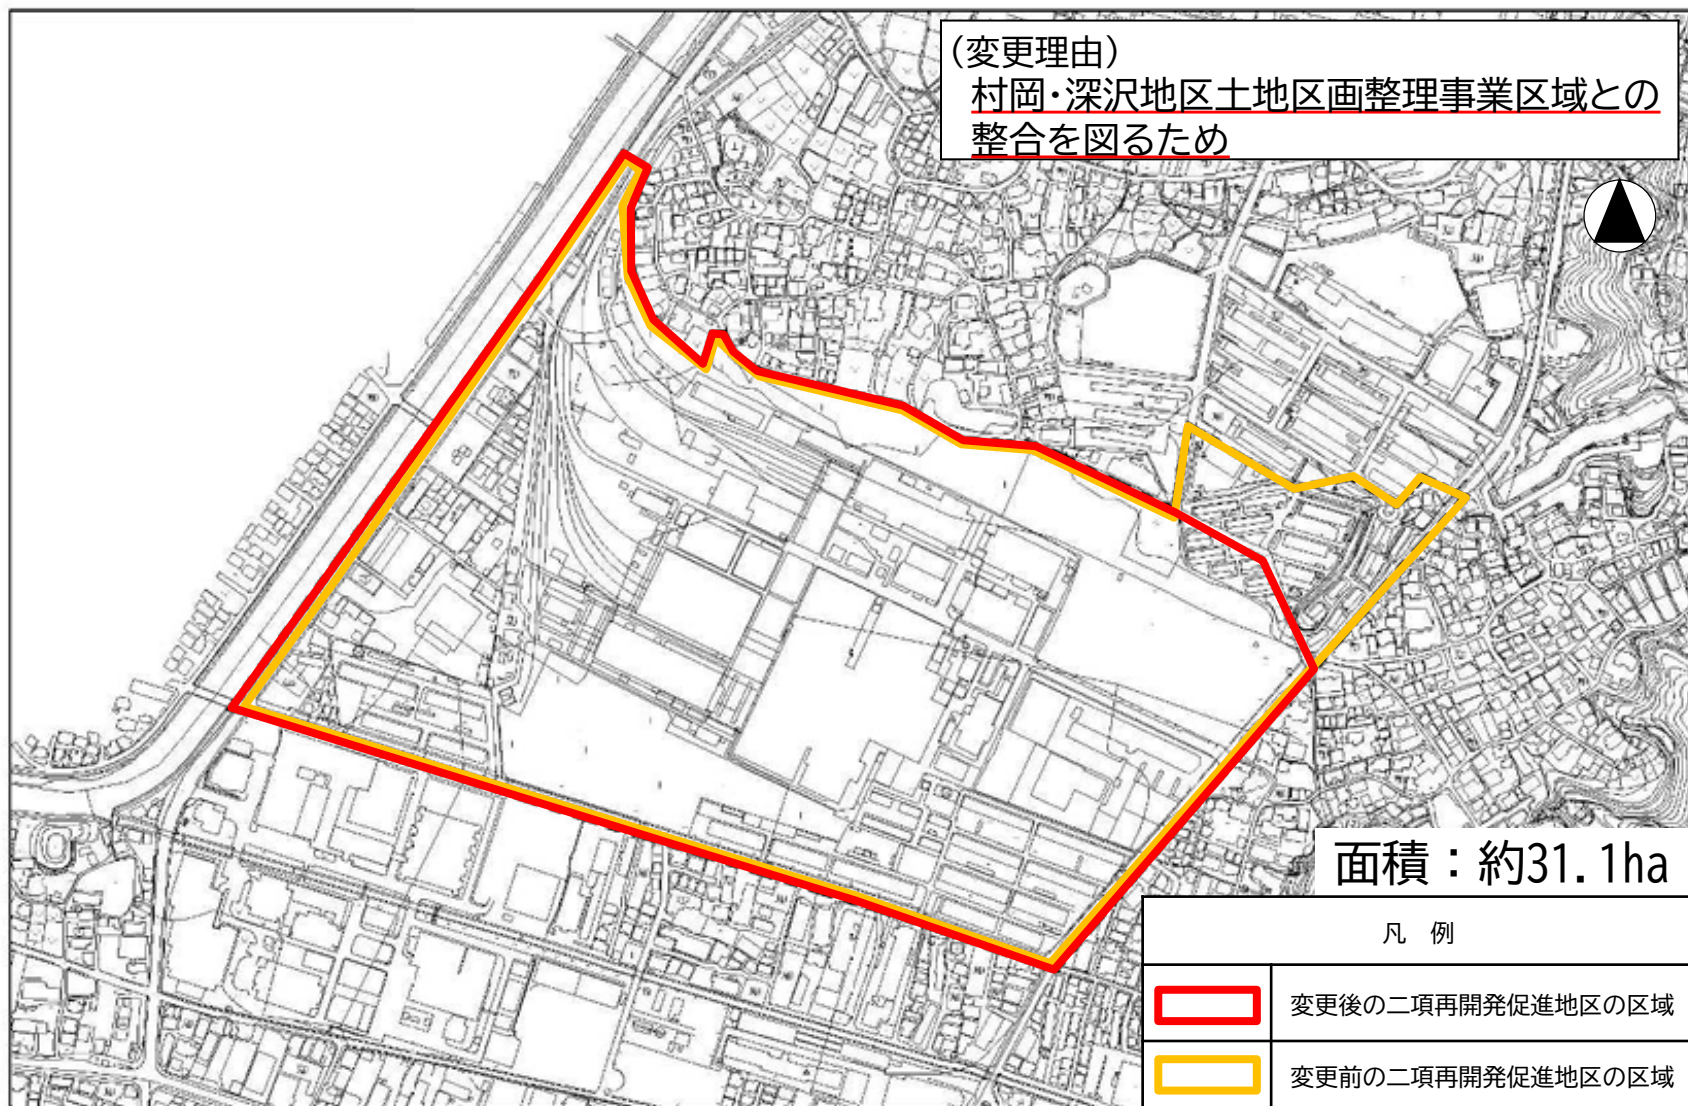 （変更理由）
村岡・深沢地区土地区画整理事業区域との
整合を図るため
面積：約31.1ha
凡　例
変更後の二項再開発促進地区の区域
変更前の二項再開発促進地区の区域